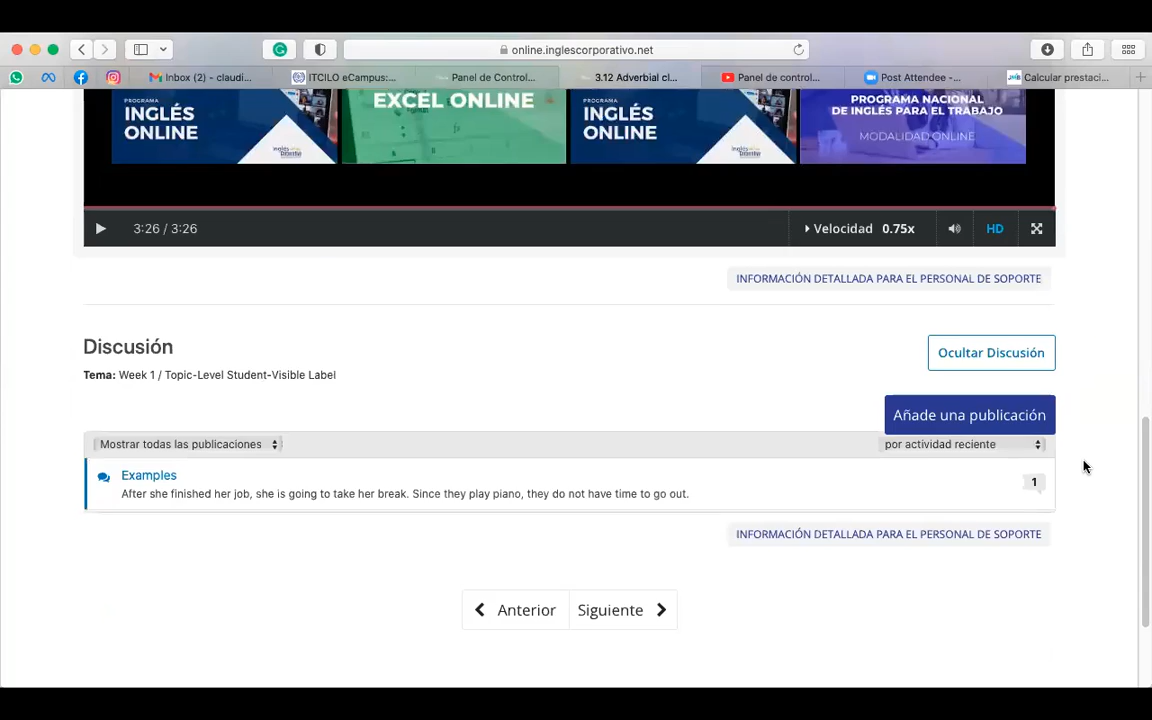 online.inglescorporativo.net
Inbox (2) – claudi...
ITCILO eCampus:...
Panel de Control...
3.12 Adverbial cl...
Panel de control...
Post Attendee -...
Calcular prestaci...
PROGRAMA
INGLÉS
ONLINE
EXCEL ONLINE
PROGRAMA
INGLÉS
ONLINE
PROGRAMA NACIONAL
DE INGLÉS PARA EL TRABAJO
MODALIDAD ONLINE
3:26 / 3:26
Velocidad 0.75x
HD
INFORMACIÓN DETALLADA PARA EL PERSONAL DE SOPORTE
Discusión
Ocultar Discusión
Tema: Week 1 / Topic-Level Student-Visible Label
Añade una publicación
Mostrar todas las publicaciones
por actividad reciente
Examples
After she finished her job, she is going to take her break. Since they play piano, they do not have time to go out.
1
INFORMACIÓN DETALLADA PARA EL PERSONAL DE SOPORTE
Anterior
Siguiente